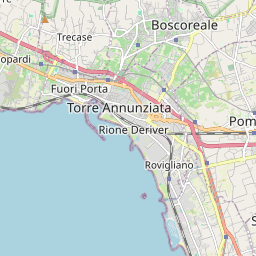 Boscoreale
Trecase
opardi
Fuori Porta
Torre Annunziata
Pom
Rione Deriver
Rovigliano
S